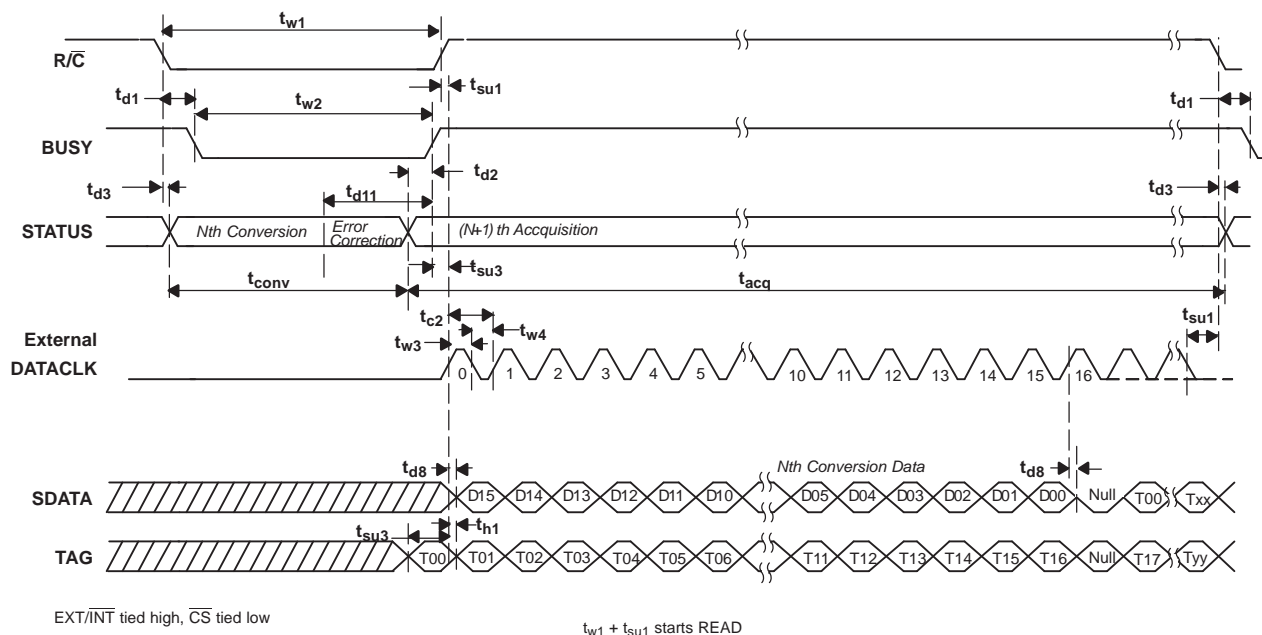 tw1
R/C
tsu1
td1
tw2
td1
BUSY
td2
td3
td11
td3
STATUS
Nth Conversion
Error
Correction
(N+1) th Accquisition
tsu3
tconv
tacq
tc2
tsu1
External
tw3
tw4
DATACLK
0 1 2 3 4 5 10 11 12 13 14 15 16
td8
Nth Conversion Data
td8
SDATA
D15 D14 D13 D12 D11 D10 D05 D04 D03 D02 D01 D00 Null T00 Txx
tsu3
th1
TAG
T00 T01 T02 T03 T04 T05 T06 T11 T12 T13 T14 T15 T16 Null T17 Tyy
EXT/INT tied high, CS tied low
tw1 + tsu1 starts READ